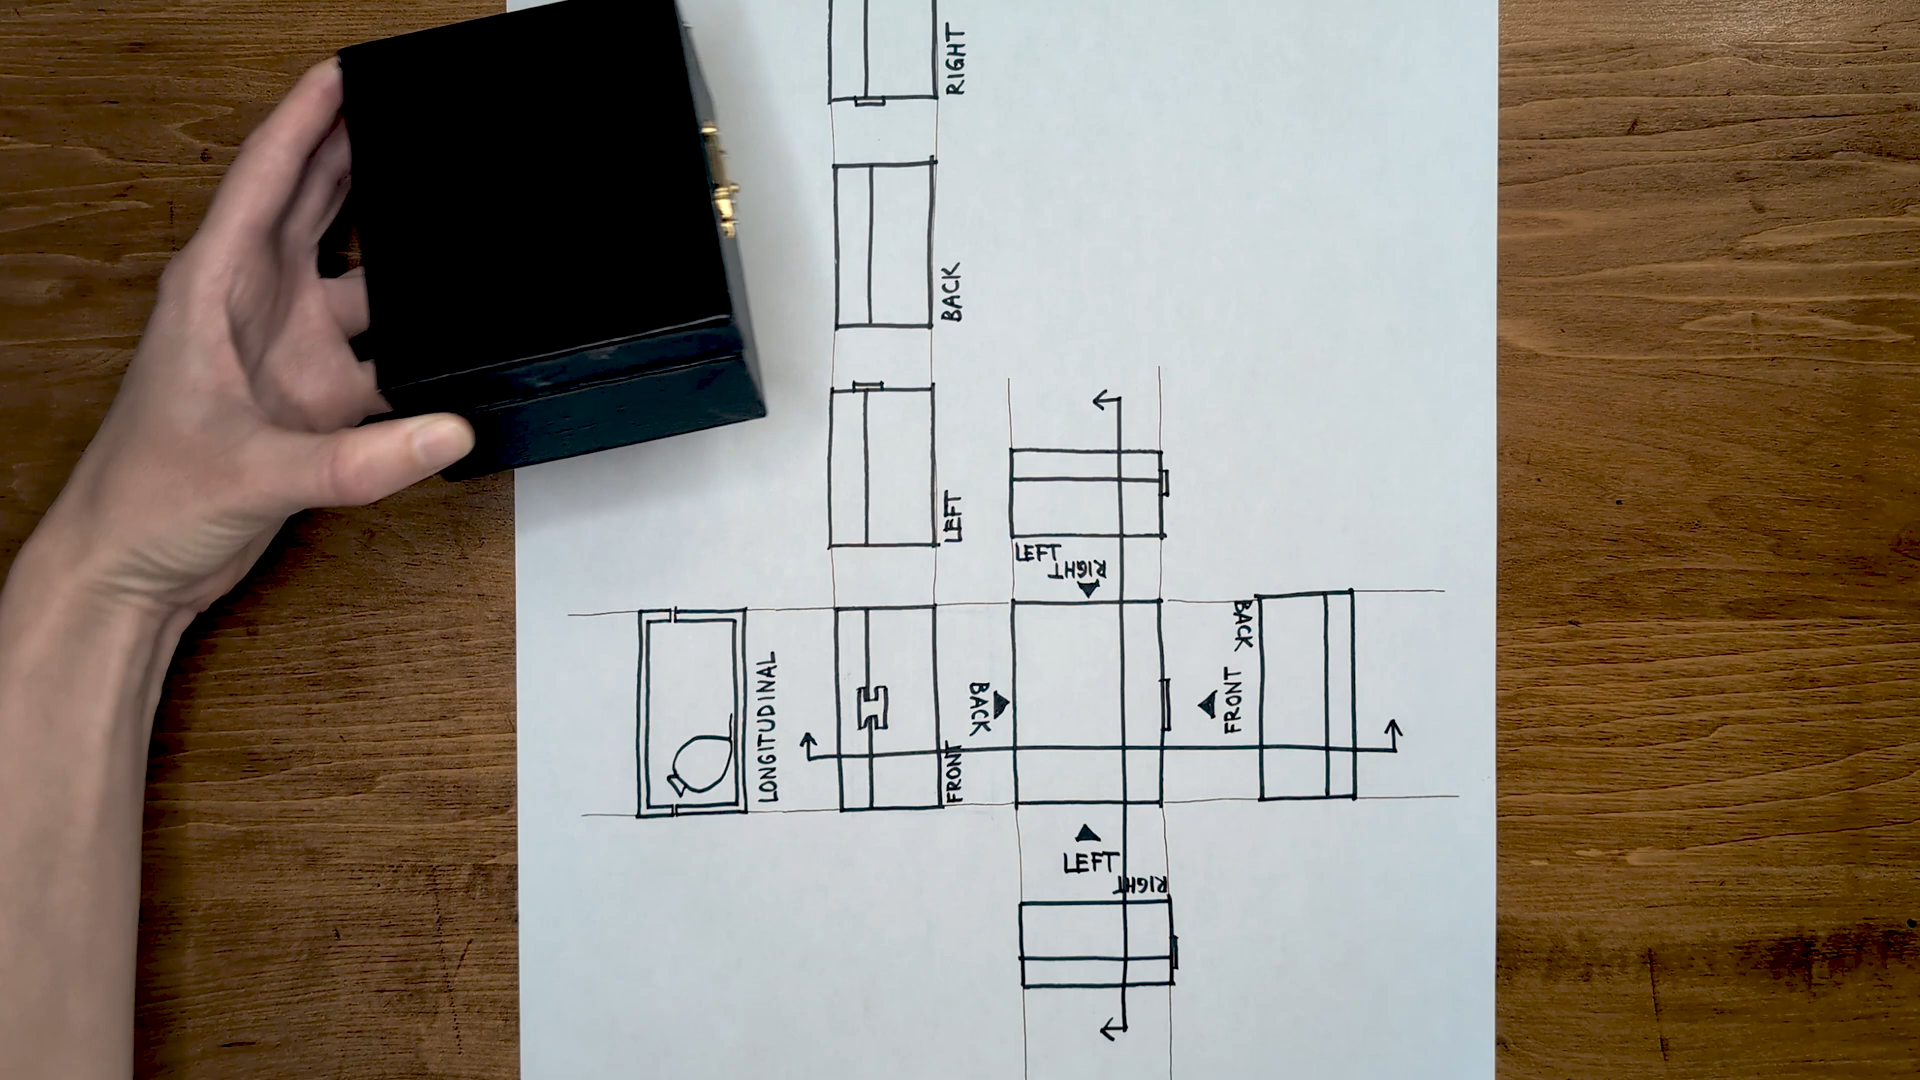 RIGHT
BACK
LEFT
LEFT
RIGHT
LONGITUDINAL
FRONT
BACK
FRONT
BACK
LEFT
RIGHT